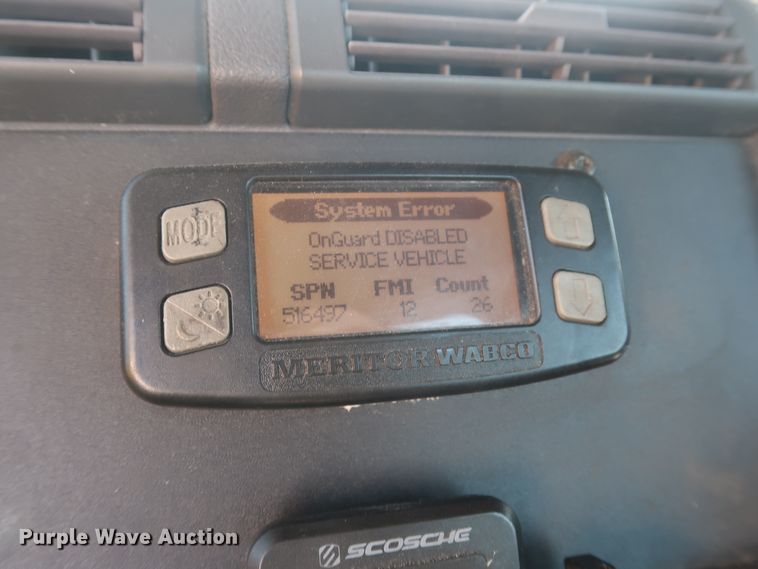 MODE
System Error
OnGuard DISABLED
SERVICE VEHICLE
SPN FMI Count
516497 12 26
MERITOR WABCO
SCOSCHE
Purple Wave Auction®